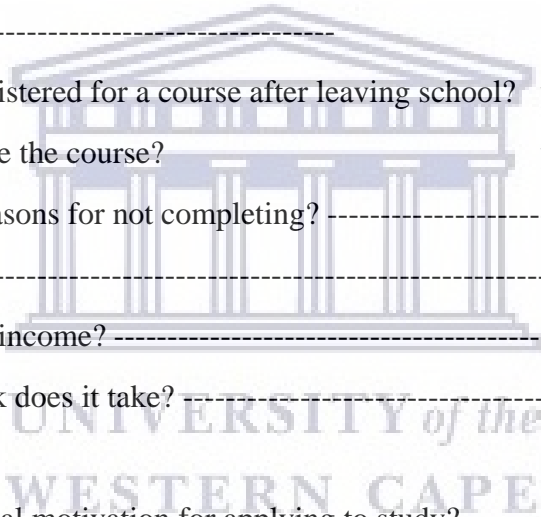 ------------------------------------
istered for a course after leaving school?
e the course?
asons for not completing? --------------------
------------------------------------------------
income? ----------------------------------------
k does it take? ----------------------------------
UNIVERSITY of the
WESTERN CAPE
al motivation for applying to study?